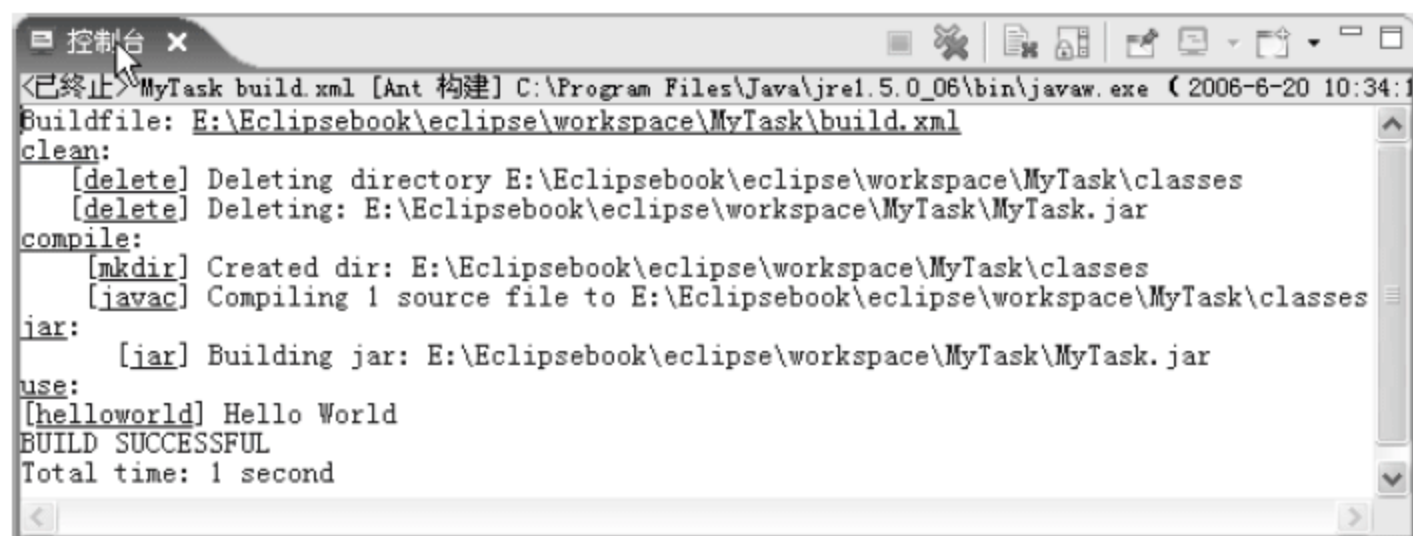 控制台
<已终止> MyTask build.xml [Ant 构建] C:\Program Files\Java\jre1.5.0_06\bin\javaw.exe ( 2006-6-20 10:34:1
Buildfile: E:\Eclipsebook\eclipse\workspace\MyTask\build.xml
clean:
[delete] Deleting directory E:\Eclipsebook\eclipse\workspace\MyTask\classes
[delete] Deleting: E:\Eclipsebook\eclipse\workspace\MyTask\MyTask.jar
compile:
[mkdir] Created dir: E:\Eclipsebook\eclipse\workspace\MyTask\classes
[javac] Compiling 1 source file to E:\Eclipsebook\eclipse\workspace\MyTask\classes
jar:
[jar] Building jar: E:\Eclipsebook\eclipse\workspace\MyTask\MyTask.jar
use:
[helloworld] Hello World
BUILD SUCCESSFUL
Total time: 1 second